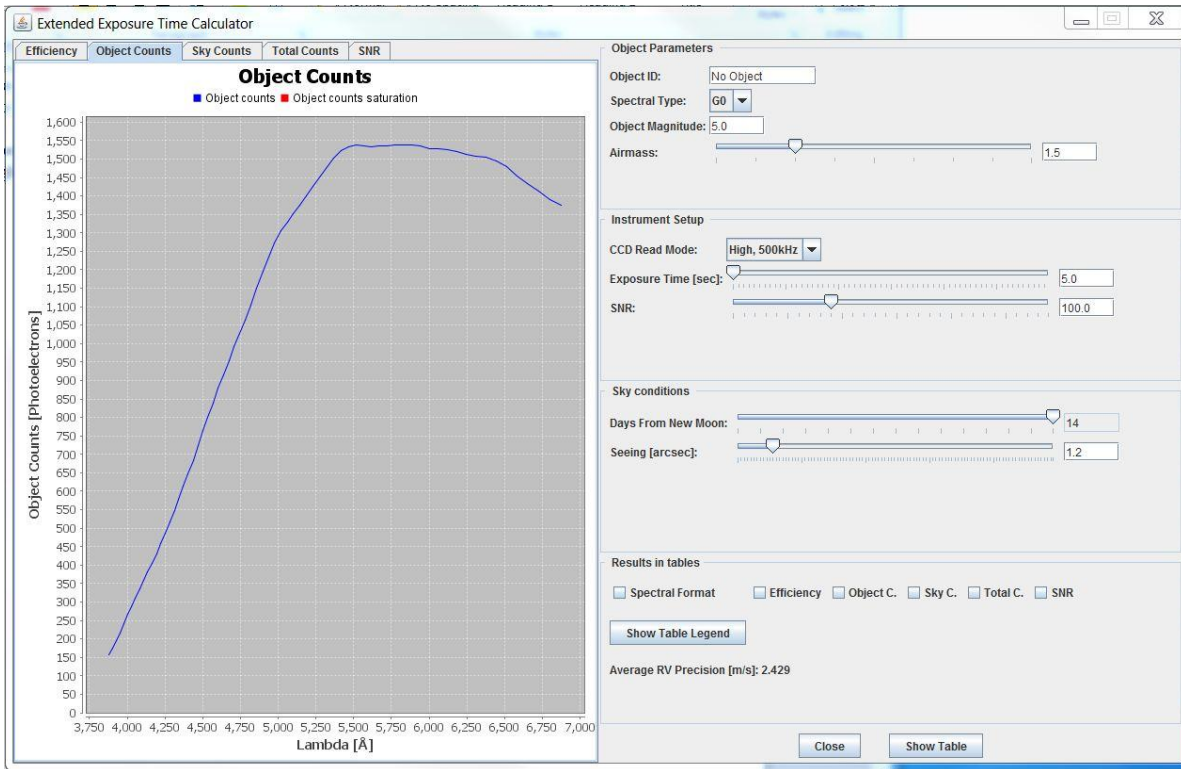 Extended Exposure Time Calculator
Efficiency Object Counts Sky Counts Total Counts SNR
Object Counts
Object counts Object counts saturation
1,600
1,550
1,500
1,450
1,400
1,350
1,300
1,250
1,200
1,150
1,100
1,050
1,000
950
900
850
800
750
700
650
600
550
500
450
400
350
300
250
200
150
100
50
0
Object Counts [Photoelectrons]
3,750 4,000 4,250 4,500 4,750 5,000 5,250 5,500 5,750 6,000 6,250 6,500 6,750 7,000
Lambda [Å]
Object Parameters
Object ID: No Object
Spectral Type: G0
Object Magnitude: 5.0
Airmass: 1.5
Instrument Setup
CCD Read Mode: High, 500kHz
Exposure Time [sec]: 5.0
SNR: 100.0
Sky conditions
Days From New Moon: 14
Seeing [arcsec]: 1.2
Results in tables
Spectral Format Efficiency Object C. Sky C. Total C. SNR
Show Table Legend
Average RV Precision [m/s]: 2.429
Close Show Table